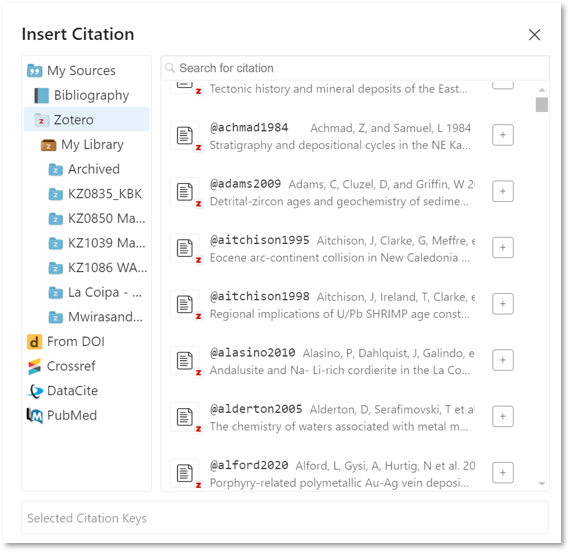 Insert Citation
My Sources
Bibliography
Zotero
My Library
Archived
KZ0835_KBK
KZ0850 Ma...
KZ1039 Ma...
KZ1086 WA...
La Coipa - ...
Mwirasand...
From DOI
Crossref
DataCite
PubMed
Search for citation
Tectonic history and mineral deposits of the East...
@achmad1984 Achmad, Z, and Samuel, L 1984
Stratigraphy and depositional cycles in the NE Ka...
@adams2009 Adams, C, Cluzel, D, and Griffin, W 20
Detrital-zircon ages and geochemistry of sedime...
@aitchison1995 Aitchison, J, Clarke, G, Meffre, e
Eocene arc-continent collision in New Caledonia ...
@aitchison1998 Aitchison, J, Ireland, T, Clarke, e
Regional implications of U/Pb SHRIMP age const...
@alasino2010 Alasino, P, Dahlquist, J, Galindo, e
Andalusite and Na- Li-rich cordierite in the La Co...
@alderton2005 Alderton, D, Serafimovski, T et al
The chemistry of waters associated with metal m...
@alford2020 Alford, L, Gysi, A, Hurtig, N et al. 20
Porphyry-related polymetallic Au-Ag vein deposi...
Selected Citation Keys